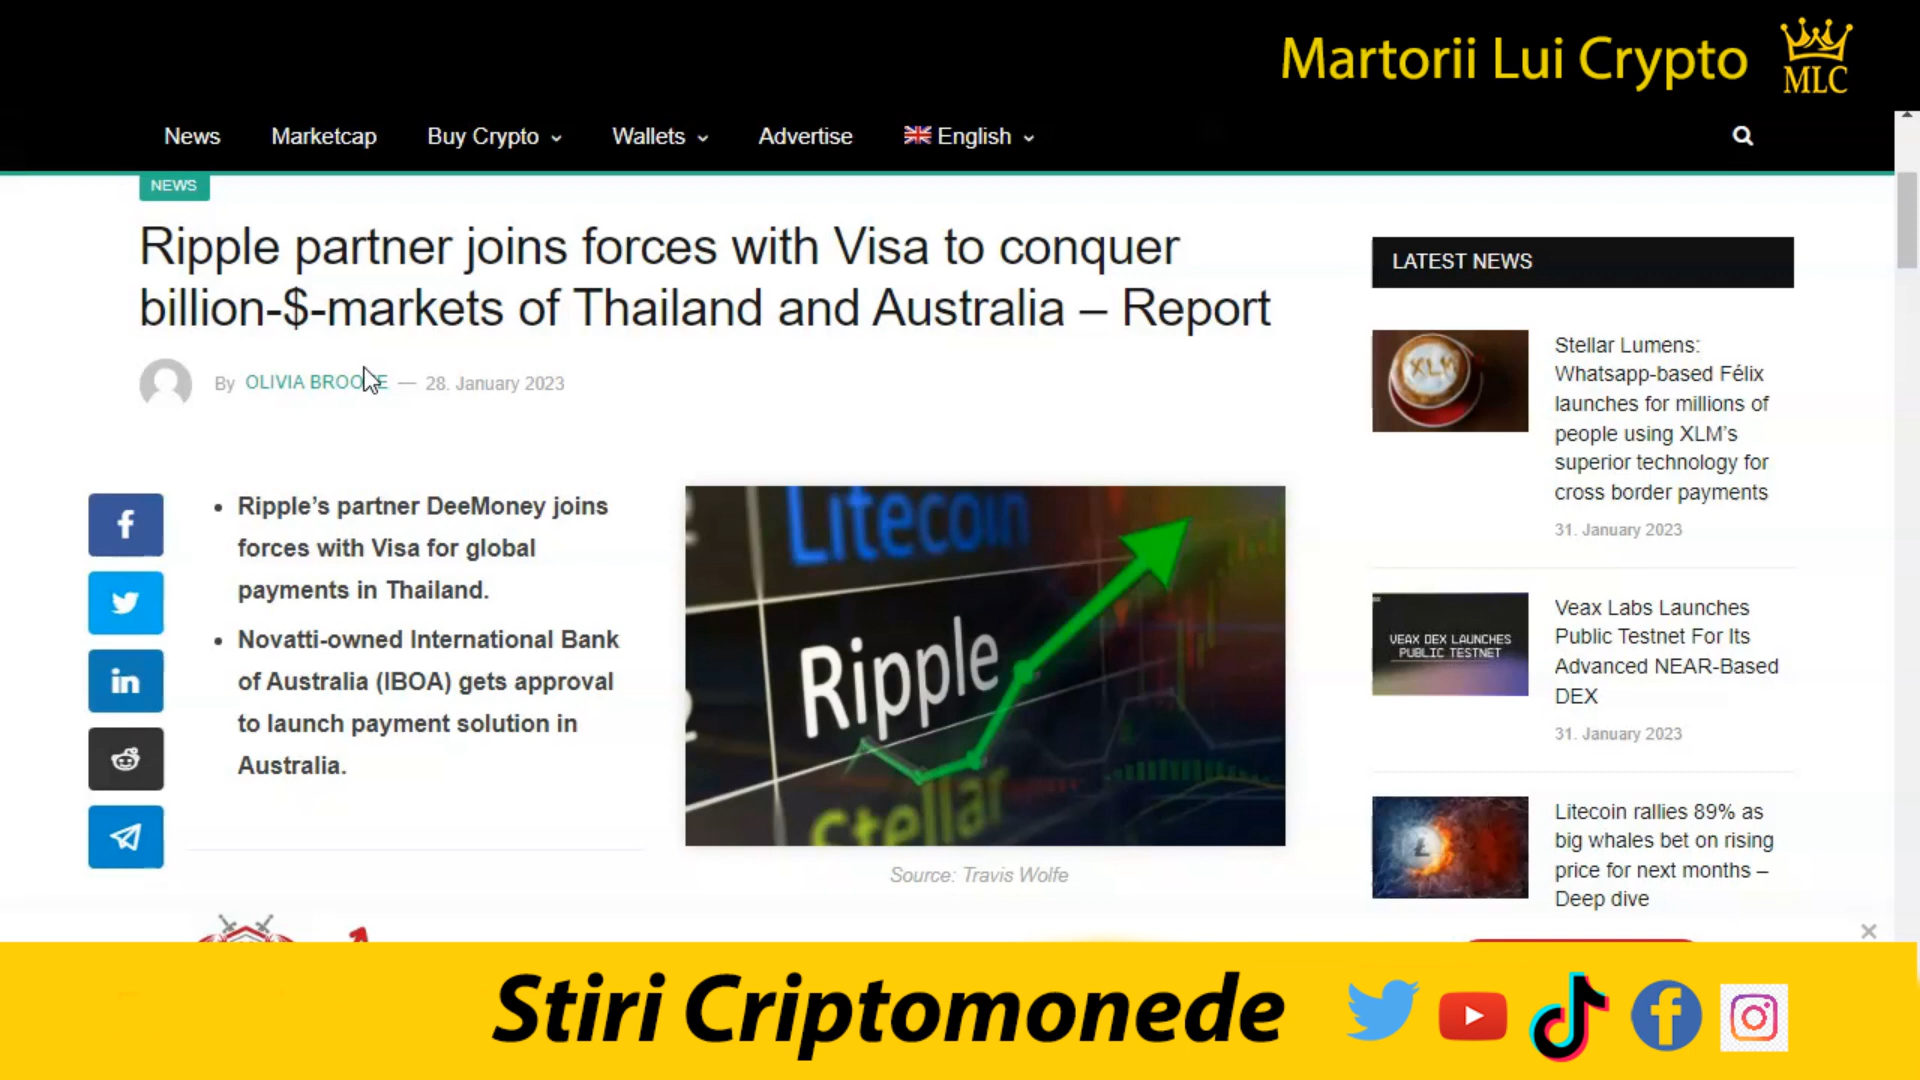 Martorii Lui Crypto
MLC
News Marketcap Buy Crypto Wallets Advertise English
NEWS
Ripple partner joins forces with Visa to conquer
billion-$-markets of Thailand and Australia – Report
By OLIVIA — 28. January 2023
• Ripple’s partner DeeMoney joins
forces with Visa for global
payments in Thailand.
• Novatti-owned International Bank
of Australia (IBOA) gets approval
to launch payment solution in
Australia.
Litecoin
Ripple
Stellar
Source: Travis Wolfe
LATEST NEWS
XLM
Stellar Lumens:
Whatsapp-based Félix
launches for millions of
people using XLM’s
superior technology for
cross border payments
31. January 2023
VEAX DEX LAUNCHES
PUBLIC TESTNET
Veax Labs Launches
Public Testnet For Its
Advanced NEAR-Based
DEX
31. January 2023
Litecoin rallies 89% as
big whales bet on rising
price for next months –
Deep dive
Stiri Criptomonede